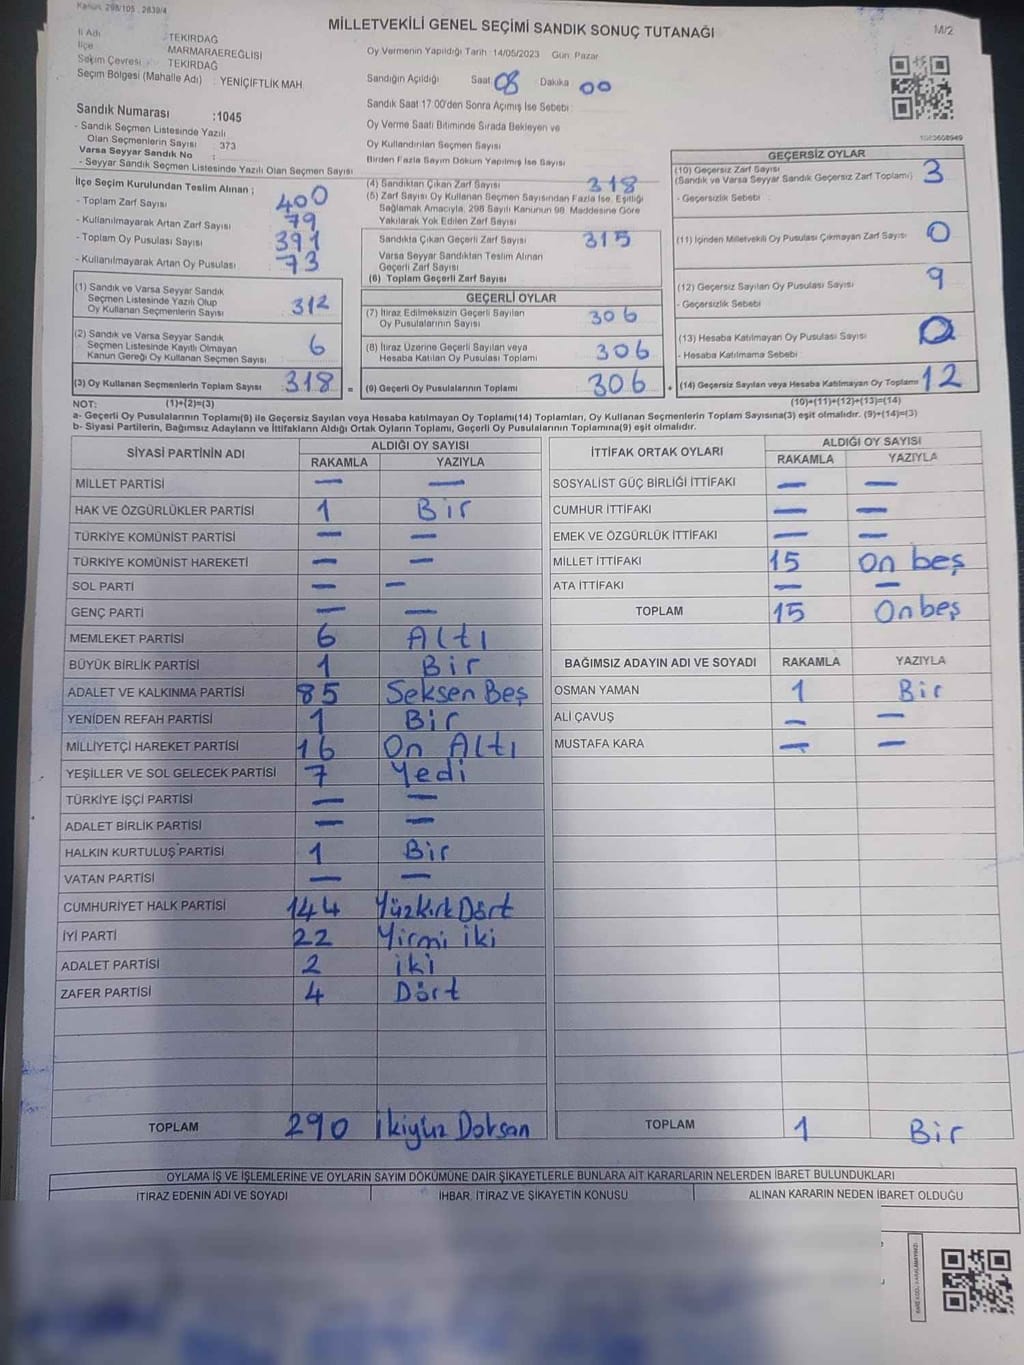 Kanun: 298/105 : 2839/4
MİLLETVEKİLİ GENEL SEÇİMİ SANDIK SONUÇ TUTANAĞI
M/2
İl Adı : TEKİRDAĞ
İlçe : MARMARAEREĞLİSİ
Seçim Çevresi : TEKİRDAĞ
Seçim Bölgesi (Mahalle Adı) : YENİÇİFTLİK MAH.
Oy Vermenin Yapıldığı Tarih :14/05/2023 Gün: Pazar
Sandığın Açıldığı Saat 08 Dakika 00
Sandık Saat 17:00'den Sonra Açımış İse Sebebi :
Oy Verme Saati Bitiminde Sırada Bekleyen ve
Oy Kullandırılan Seçmen Sayısı
Birden Fazla Sayım Döküm Yapılmış İse Sayısı
Sandık Numarası :1045
- Sandık Seçmen Listesinde Yazılı
Olan Seçmenlerin Sayısı : 373
Varsa Seyyar Sandık No :
- Seyyar Sandık Seçmen Listesinde Yazılı Olan Seçmen Sayısı
İlçe Seçim Kurulundan Teslim Alınan ;
- Toplam Zarf Sayısı 400
- Kullanılmayarak Artan Zarf Sayısı 79
- Toplam Oy Pusulası Sayısı 391
- Kullanılmayarak Artan Oy Pusulası 73
(1) Sandık ve Varsa Seyyar Sandık
Seçmen Listesinde Yazılı Olup
Oy Kullanan Seçmenlerin Sayısı 312
(2) Sandık ve Varsa Seyyar Sandık
Seçmen Listesinde Kayıtlı Olmayan
Kanun Gereği Oy Kullanan Seçmen Sayısı 6
(3) Oy Kullanan Seçmenlerin Toplam Sayısı 318 =
(4) Sandıktan Çıkan Zarf Sayısı 318
(5) Zarf Sayısı Oy Kullanan Seçmen Sayısından Fazla İse, Eşitliği
Sağlamak Amacıyla, 298 Sayılı Kanunun 98. Maddesine Göre
Yakılarak Yok Edilen Zarf Sayısı
Sandıkta Çıkan Geçerli Zarf Sayısı 315
Varsa Seyyar Sandıktan Teslim Alınan
Geçerli Zarf Sayısı
(6) Toplam Geçerli Zarf Sayısı
GEÇERLİ OYLAR
(7) İtiraz Edilmeksizin Geçerli Sayılan
Oy Pusulalarının Sayısı 306
(8) İtiraz Üzerine Geçerli Sayılan veya
Hesaba Katılan Oy Pusulası Toplamı 306
(9) Geçerli Oy Pusulalarının Toplamı 306 +
GEÇERSİZ OYLAR
(10) Geçersiz Zarf Sayısı
(Sandık ve Varsa Seyyar Sandık Geçersiz Zarf Toplamı) 3
- Geçersizlik Sebebi :
(11) İçinden Milletvekili Oy Pusulası Çıkmayan Zarf Sayısı 0
(12) Geçersiz Sayılan Oy Pusulası Sayısı 9
- Geçersizlik Sebebi
(13) Hesaba Katılmayan Oy Pusulası Sayısı 0
- Hesaba Katılmama Sebebi
(14) Geçersiz Sayılan veya Hesaba Katılmayan Oy Toplamı 12
NOT: (1)+(2)=(3) (10)+(11)+(12)+(13)=(14)
a- Geçerli Oy Pusulalarının Toplamı(9) ile Geçersiz Sayılan veya Hesaba katılmayan Oy Toplamı(14) Toplamları, Oy Kullanan Seçmenlerin Toplam Sayısına(3) eşit olmalıdır. (9)+(14)=(3)
b- Siyasi Partilerin, Bağımsız Adayların ve İttifakların Aldığı Ortak Oyların Toplamı, Geçerli Oy Pusulalarının Toplamına(9) eşit olmalıdır.
SİYASİ PARTİNİN ADI ALDIĞI OY SAYISI
RAKAMLA YAZIYLA
MİLLET PARTİSİ — —
HAK VE ÖZGÜRLÜKLER PARTİSİ 1 Bir
TÜRKİYE KOMÜNİST PARTİSİ — —
TÜRKİYE KOMÜNİST HAREKETİ — —
SOL PARTİ — —
GENÇ PARTİ — —
MEMLEKET PARTİSİ 6 Altı
BÜYÜK BİRLİK PARTİSİ 1 Bir
ADALET VE KALKINMA PARTİSİ 85 Seksen Beş
YENİDEN REFAH PARTİSİ 1 Bir
MİLLİYETÇİ HAREKET PARTİSİ 16 On Altı
YEŞİLLER VE SOL GELECEK PARTİSİ 7 Yedi
TÜRKİYE İŞÇİ PARTİSİ — —
ADALET BİRLİK PARTİSİ — —
HALKIN KURTULUŞ PARTİSİ 1 Bir
VATAN PARTİSİ — —
CUMHURİYET HALK PARTİSİ 144 Yüzkırk Dört
İYİ PARTİ 22 Yirmi iki
ADALET PARTİSİ 2 iki
ZAFER PARTİSİ 4 Dört
TOPLAM 290 ikiyüz Doksan
İTTİFAK ORTAK OYLARI ALDIĞI OY SAYISI
RAKAMLA YAZIYLA
SOSYALİST GÜÇ BİRLİĞİ İTTİFAKI — —
CUMHUR İTTİFAKI — —
EMEK VE ÖZGÜRLÜK İTTİFAKI — —
MİLLET İTTİFAKI 15 On beş
ATA İTTİFAKI — —
TOPLAM 15 Onbeş
BAĞIMSIZ ADAYIN ADI VE SOYADI RAKAMLA YAZIYLA
OSMAN YAMAN 1 Bir
ALİ ÇAVUŞ — —
MUSTAFA KARA — —
TOPLAM 1 Bir
OYLAMA İŞ VE İŞLEMLERİNE VE OYLARIN SAYIM DÖKÜMÜNE DAİR ŞİKAYETLERLE BUNLARA AİT KARARLARIN NELERDEN İBARET BULUNDUKLARI
İTİRAZ EDENİN ADI VE SOYADI İHBAR, İTİRAZ VE ŞİKAYETİN KONUSU ALINAN KARARIN NEDEN İBARET OLDUĞU